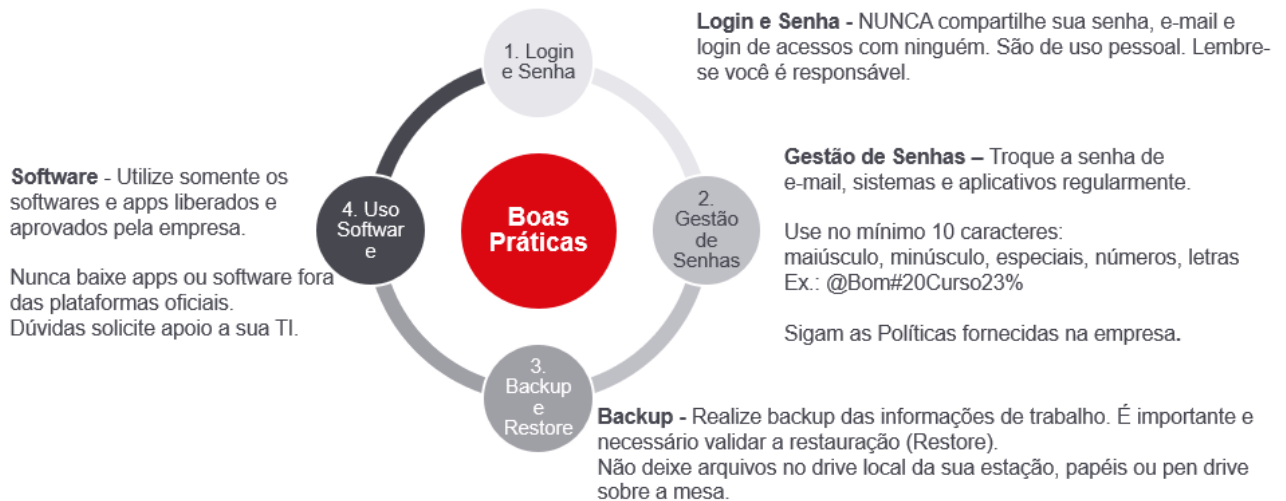 1. Login
e Senha
Login e Senha - NUNCA compartilhe sua senha, e-mail e
login de acessos com ninguém. São de uso pessoal. Lembre-
se você é responsável.
2.
Gestão
de
Senhas
Gestão de Senhas – Troque a senha de
e-mail, sistemas e aplicativos regularmente.
Use no mínimo 10 caracteres:
maiúsculo, minúsculo, especiais, números, letras
Ex.: @Bom#20Curso23%
Sigam as Políticas fornecidas na empresa.
Boas
Práticas
Software - Utilize somente os
softwares e apps liberados e
aprovados pela empresa.
Nunca baixe apps ou software fora
das plataformas oficiais.
Dúvidas solicite apoio a sua TI.
4. Uso
Softwar
e
3.
Backup
e
Restore
Backup - Realize backup das informações de trabalho. É importante e
necessário validar a restauração (Restore).
Não deixe arquivos no drive local da sua estação, papéis ou pen drive
sobre a mesa.